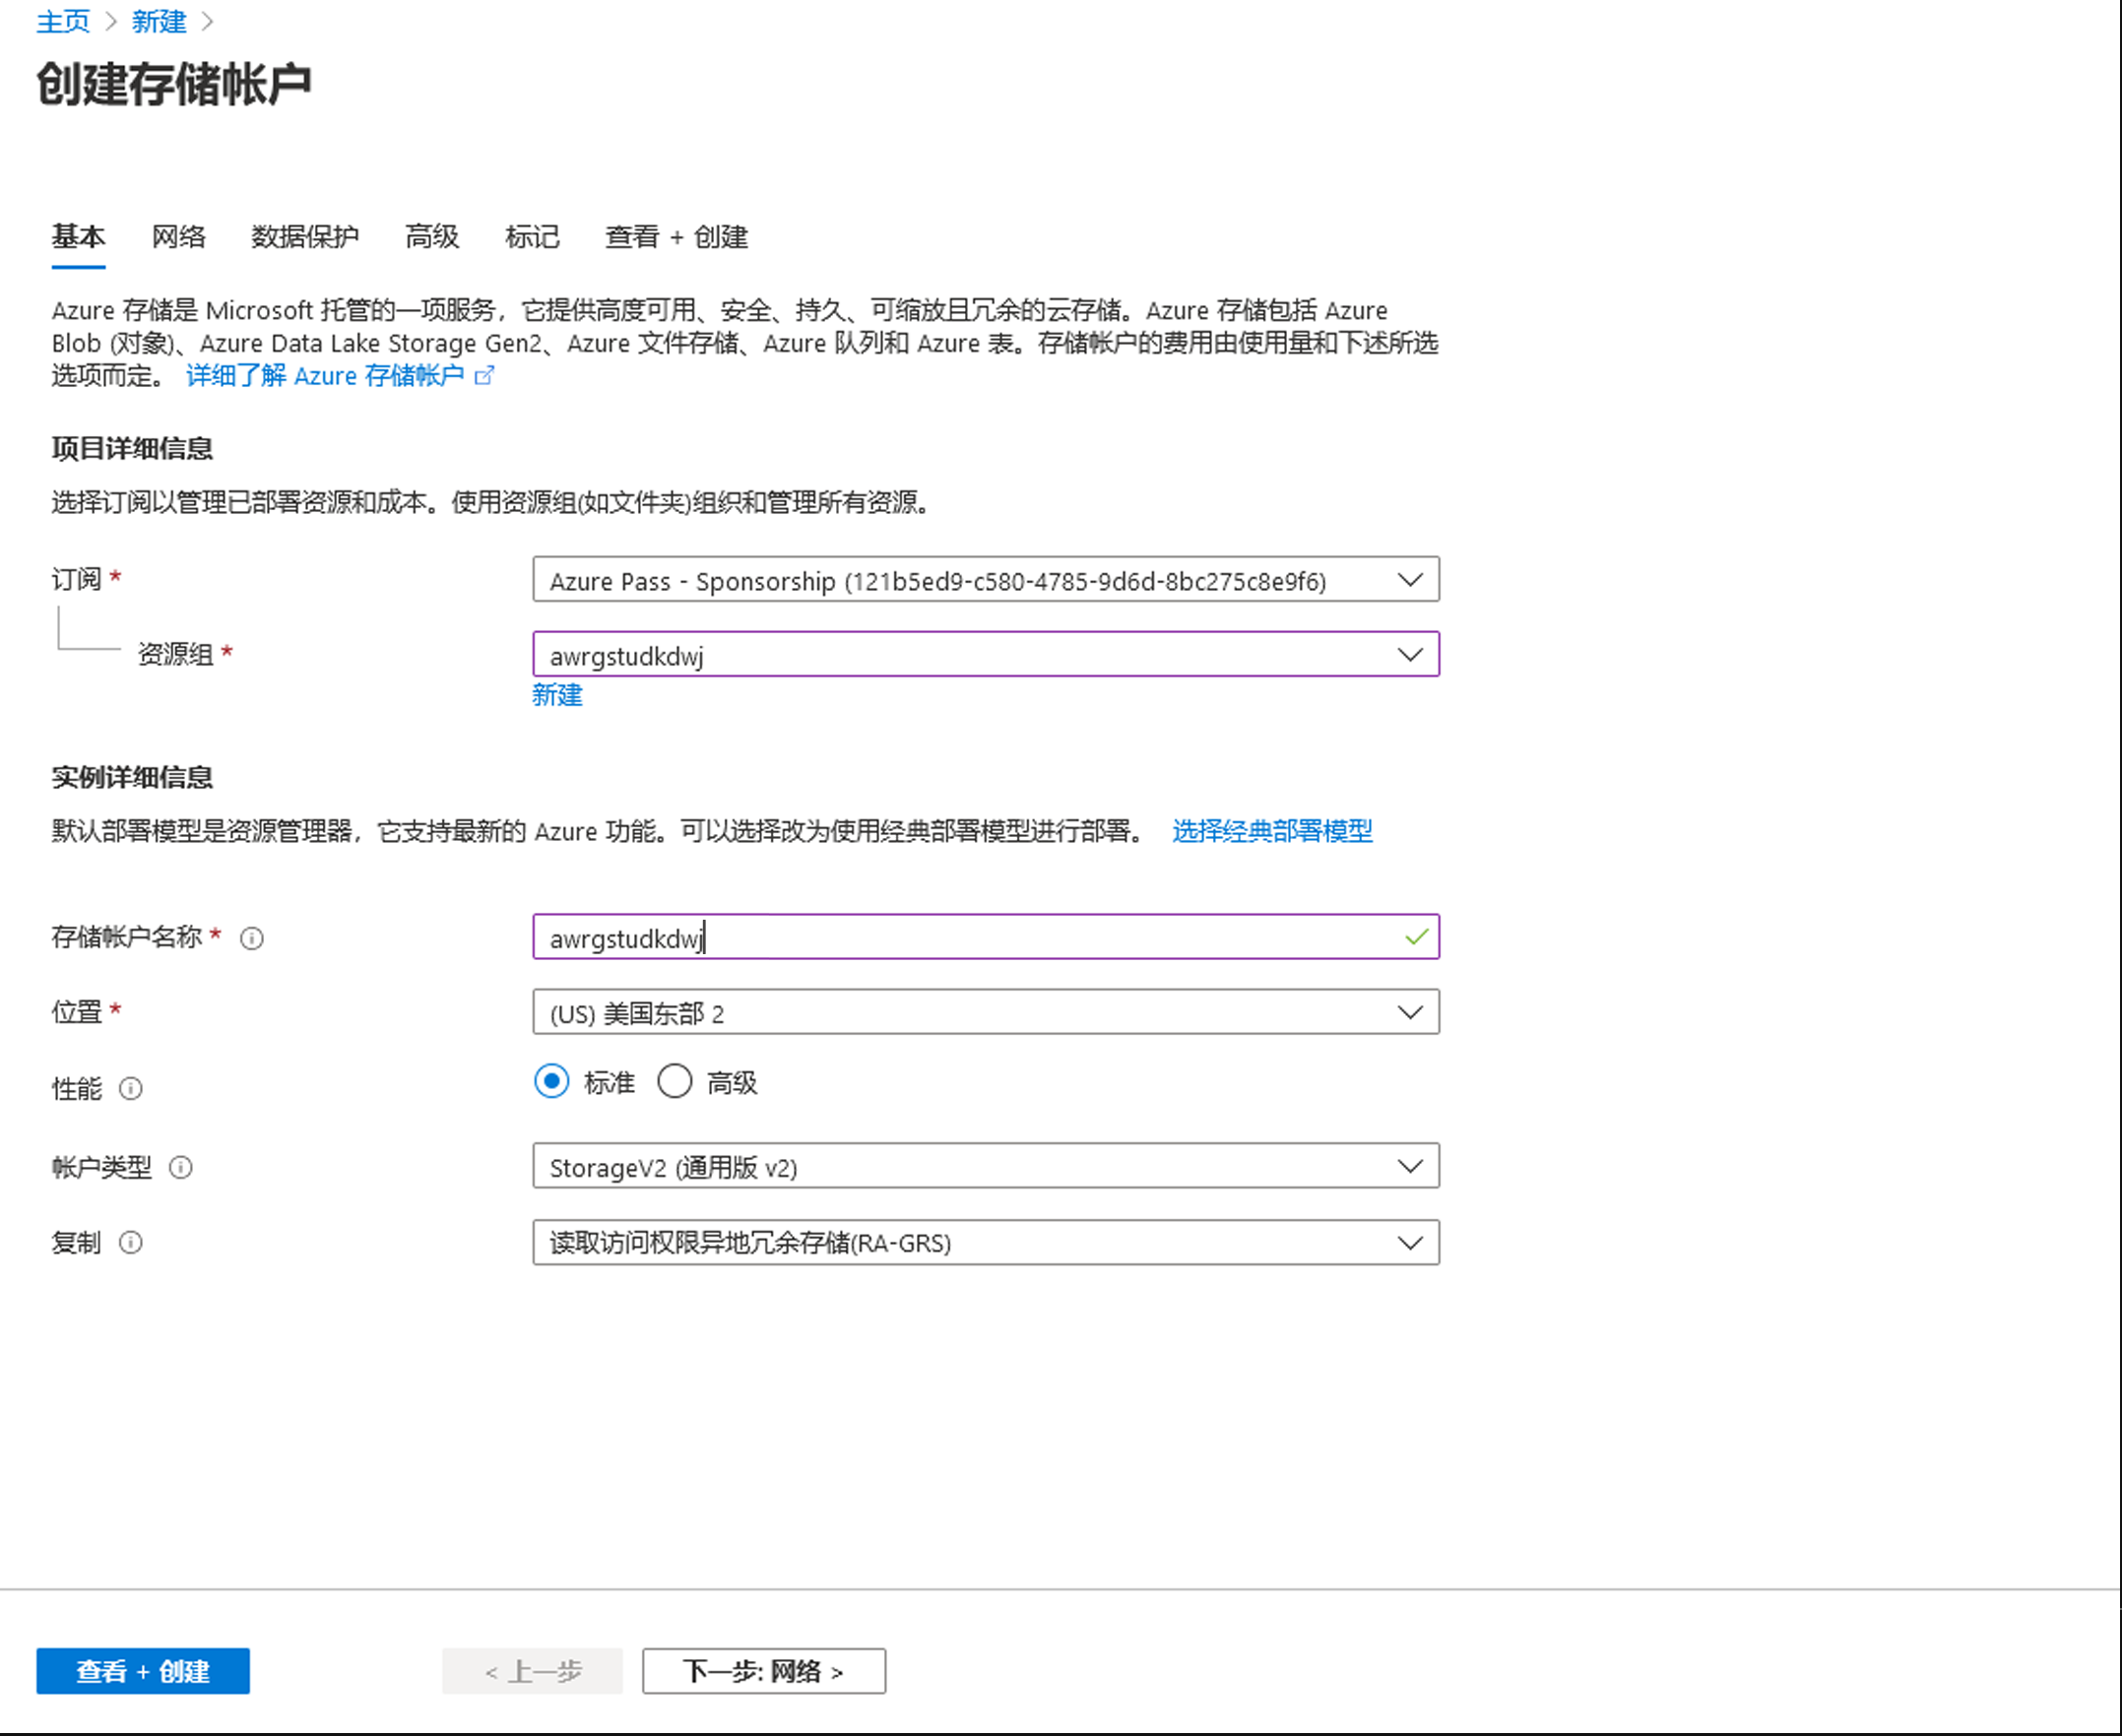 主页 > 新建 >
创建存储帐户
基本 网络 数据保护 高级 标记 查看 + 创建
Azure 存储是 Microsoft 托管的一项服务，它提供高度可用、安全、持久、可缩放且冗余的云存储。Azure 存储包括 Azure
Blob (对象)、Azure Data Lake Storage Gen2、Azure 文件存储、Azure 队列和 Azure 表。存储帐户的费用由使用量和下述所选
选项而定。 详细了解 Azure 存储帐户
项目详细信息
选择订阅以管理已部署资源和成本。使用资源组(如文件夹)组织和管理所有资源。
订阅 * Azure Pass - Sponsorship (121b5ed9-c580-4785-9d6d-8bc275c8e9f6)
资源组 * awrgstudkdwj
新建
实例详细信息
默认部署模型是资源管理器，它支持最新的 Azure 功能。可以选择改为使用经典部署模型进行部署。 选择经典部署模型
存储帐户名称 * awrgstudkdwj
位置 * (US) 美国东部 2
性能 标准 高级
帐户类型 StorageV2 (通用版 v2)
复制 读取访问权限异地冗余存储(RA-GRS)
查看 + 创建 < 上一步 下一步: 网络 >